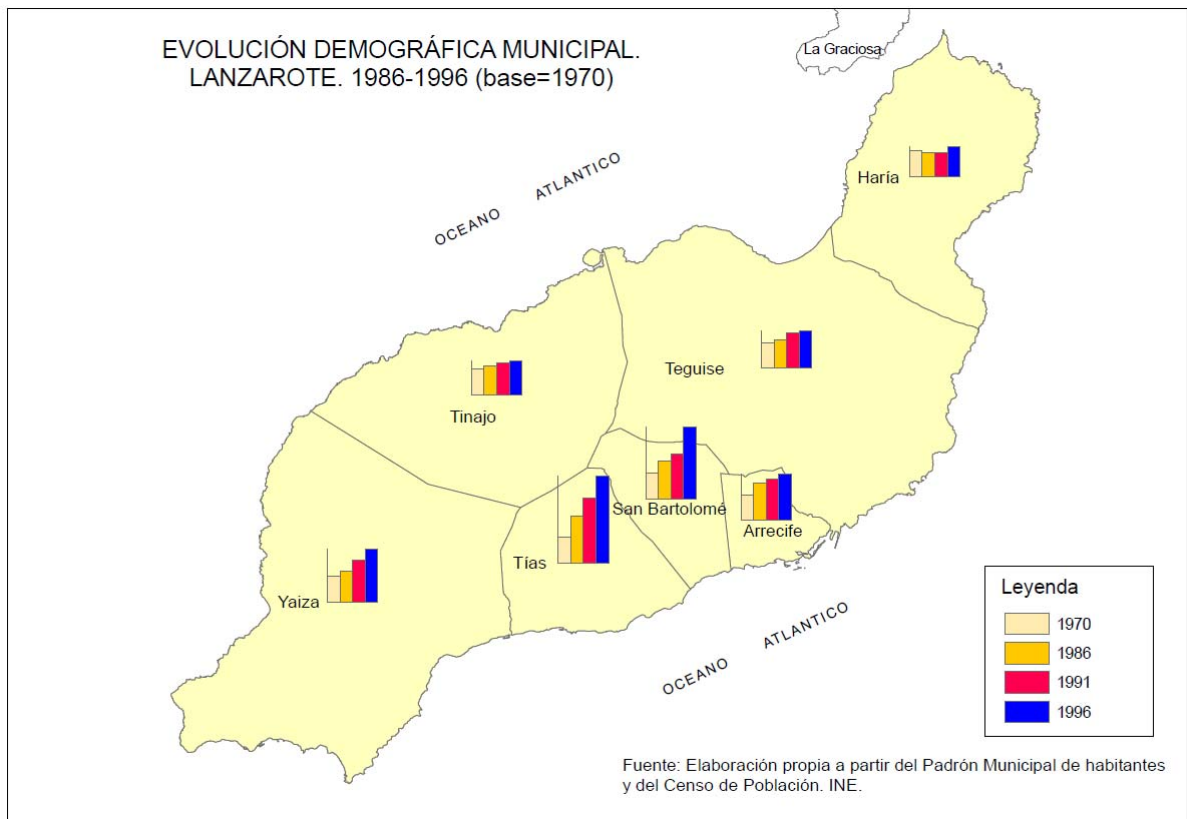 EVOLUCIÓN DEMOGRÁFICA MUNICIPAL.
LANZAROTE. 1986-1996 (base=1970)
La Graciosa
OCEANO ATLANTICO
Haría
Teguise
Tinajo
San Bartolomé
Arrecife
Tías
Yaiza
OCEANO ATLANTICO
Leyenda
1970
1986
1991
1996
Fuente: Elaboración propia a partir del Padrón Municipal de habitantes
y del Censo de Población. INE.